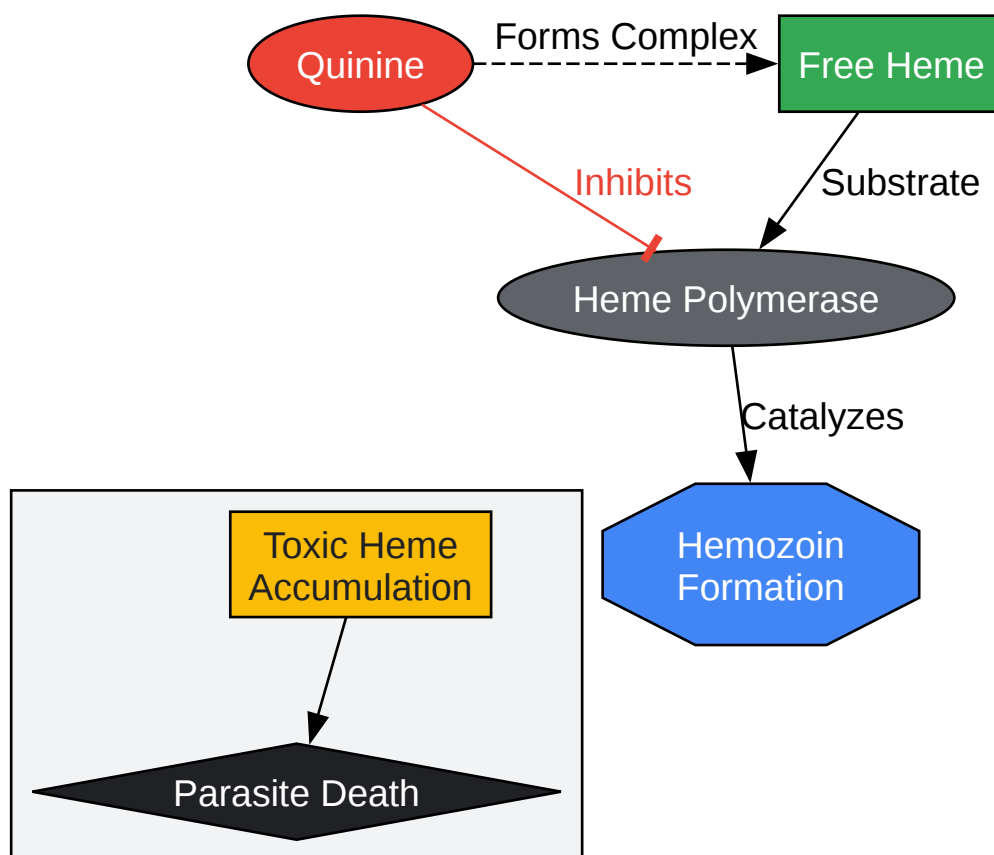 Forms Complex
Quinine
Free Heme
Inhibits
Substrate
Heme Polymerase
Catalyzes
Toxic Heme
Accumulation
Hemozoin
Formation
Parasite Death